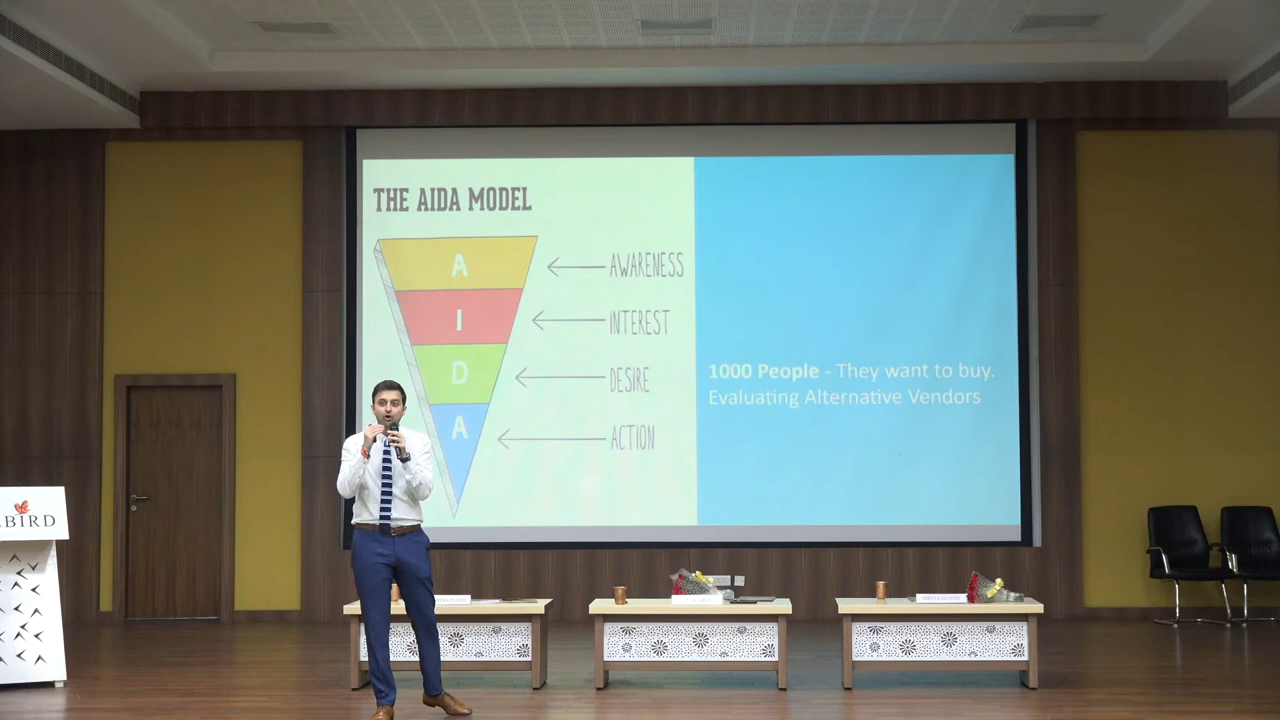 THE AIDA MODEL
A
AWARENESS
I
INTEREST
D
DESIRE
A
ACTION
1000 People - They want to buy.
Evaluating Alternative Vendors
BIRD